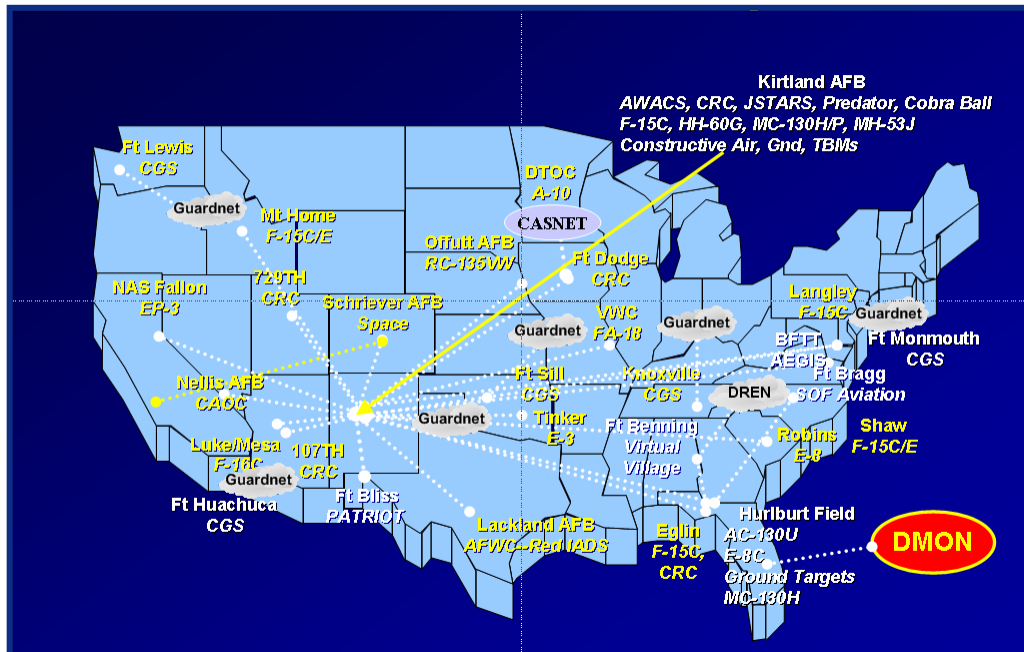 Kirtland AFB
AWACS, CRC, JSTARS, Predator, Cobra Ball
F-15C, HH-60G, MC-130H/P, MH-53J
Constructive Air, Gnd, TBMs
Ft Lewis
CGS
DTOC
A-10
Guardnet
CASNET
Mt Home
F-15C/E
Offutt AFB
RC-135VW
Ft Dodge
CRC
729TH
CRC
NAS Fallon
EP-3
Schriever AFB
Space
Langley
F-15C
VWC
FA-18
Guardnet
Guardnet
Guardnet
BFTT
AEGIS
Ft Monmouth
CGS
Nellis AFB
CAOC
Ft Sill
CGS
Knoxville
CGS
Ft Bragg
SOF Aviation
DREN
Guardnet
Tinker
E-3
Ft Benning
Virtual
Village
Robins
E-8
Shaw
F-15C/E
Luke/Mesa
F-16C
107TH
CRC
Guardnet
Ft Huachuca
CGS
Ft Bliss
PATRIOT
Lackland AFB
AFWC--Red IADS
Eglin
F-15C,
CRC
Hurlburt Field
AC-130U
E-8C
Ground Targets
MC-130H
DMON